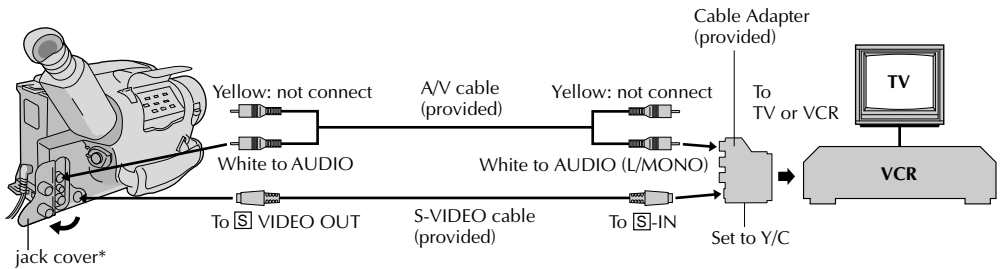 Cable Adapter
(provided)
Yellow: not connect
A/V cable
(provided)
Yellow: not connect
To
TV or VCR
TV
White to AUDIO
White to AUDIO (L/MONO)
VCR
To S VIDEO OUT
S-VIDEO cable
(provided)
To S-IN
Set to Y/C
jack cover*